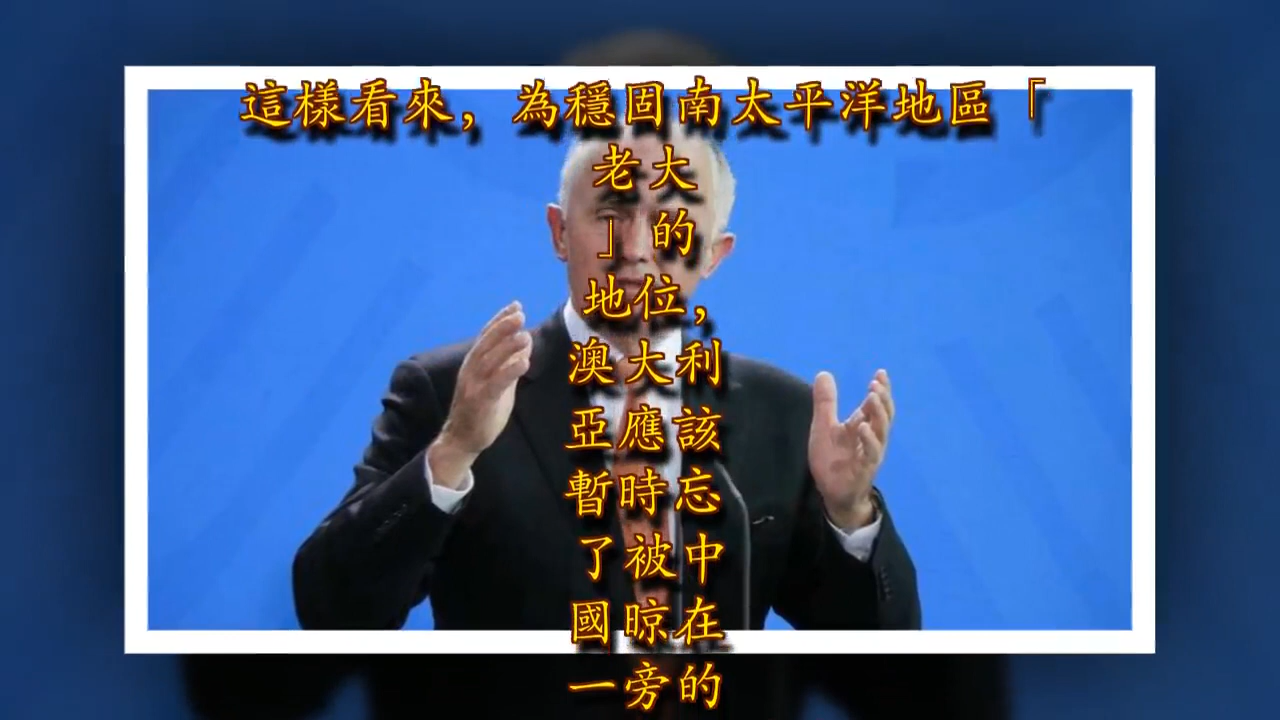 這樣看來，為穩固南太平洋地區「
老大
」的
地位，
澳大利
亞應該
暫時忘
了被中
國晾在
一旁的